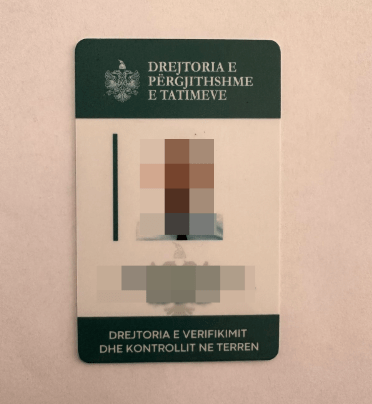 DREJTORIA E
PËRGJITHSHME
E TATIMEVE
DREJTORIA E VERIFIKIMIT
DHE KONTROLLIT NE TERREN